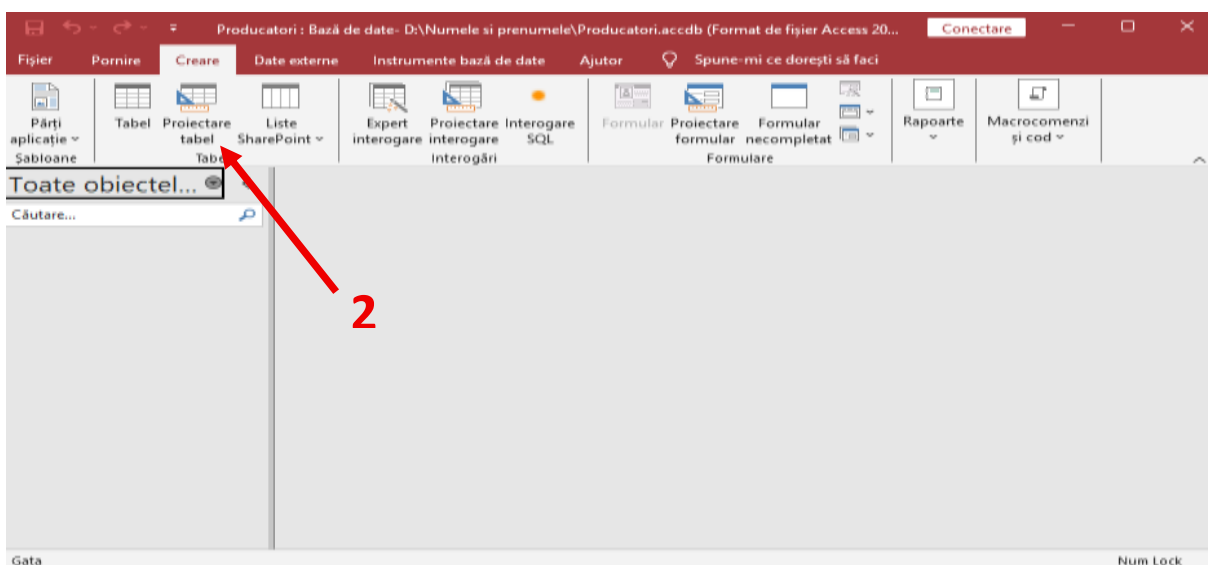 Producatori : Bază de date- D:\Numele si prenumele\Producatori.accdb (Format de fișier Access 20... Conectare
Fișier Pornire Creare Date externe Instrumente bază de date Ajutor Spune-mi ce dorești să faci
Părți aplicație
Tabel
Proiectare tabel
Liste SharePoint
Expert interogare
Proiectare interogare
Interogare SQL
Formular
Proiectare formular
Formular necompletat
Rapoarte
Macrocomenzi și cod
Șabloane Tabe Interogări Formulare
Toate obiectel...
Căutare...
2
Gata Num Lock